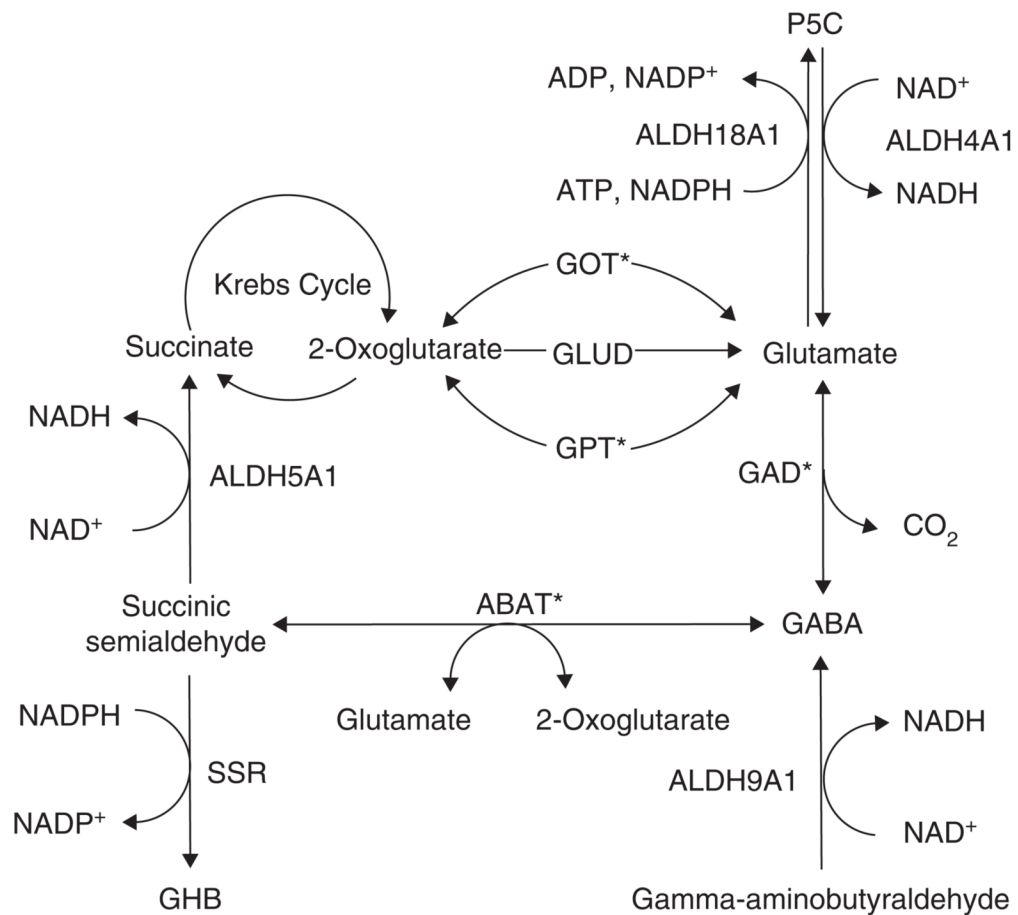 P5C
ADP, NADP+
NAD+
ALDH18A1
ALDH4A1
ATP, NADPH
NADH
GOT*
Krebs Cycle
Succinate
2-Oxoglutarate
GLUD
Glutamate
NADH
GPT*
ALDH5A1
GAD*
NAD+
CO2
Succinic
semialdehyde
ABAT*
GABA
Glutamate
2-Oxoglutarate
NADPH
NADH
SSR
ALDH9A1
NADP+
NAD+
GHB
Gamma-aminobutyraldehyde